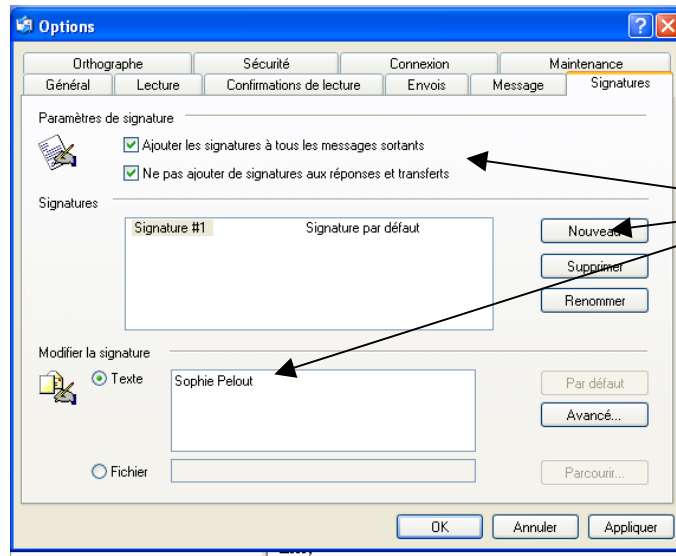 Options
Orthographe Sécurité Connexion Maintenance
Général Lecture Confirmations de lecture Envois Message Signatures
Paramètres de signature
Ajouter les signatures à tous les messages sortants
Ne pas ajouter de signatures aux réponses et transferts
Signatures
Signature #1 Signature par défaut
Nouveau
Supprimer
Renommer
Modifier la signature
Texte
Sophie Pelout
Par défaut
Avancé...
Fichier
Parcourir...
OK Annuler Appliquer